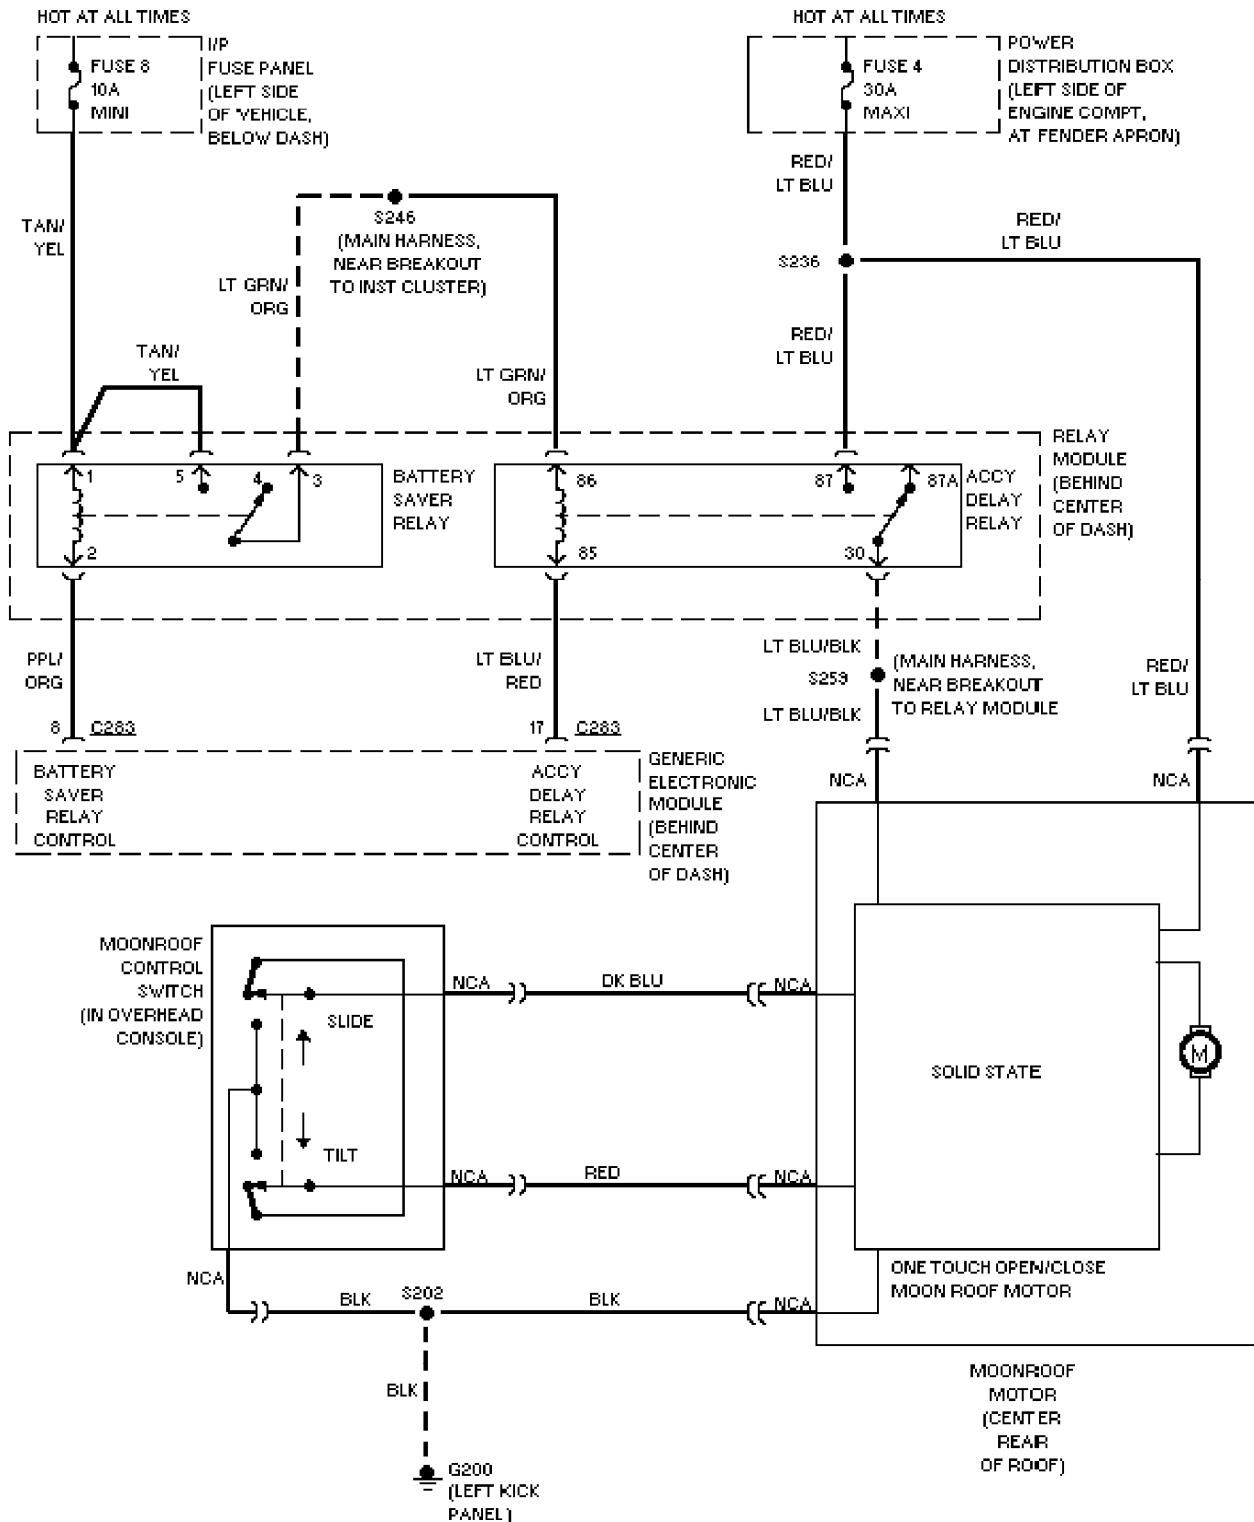 HOT AT ALL TIMES
FUSE 8
10A
MINI
I/P
FUSE PANEL
(LEFT SIDE
OF VEHICLE,
BELOW DASH)
HOT AT ALL TIMES
FUSE 4
30A
MAXI
POWER
DISTRIBUTION BOX
(LEFT SIDE OF
ENGINE COMPT,
AT FENDER APRON)
RED/
LT BLU
TAN/
YEL
S246
(MAIN HARNESS,
NEAR BREAKOUT
TO INST CLUSTER)
RED/
LT BLU
S236
LT GRN/
ORG
RED/
LT BLU
TAN/
YEL
LT GRN/
ORG
1
5
4
3
2
BATTERY
SAVER
RELAY
86
85
87
87A
30
ACCY
DELAY
RELAY
RELAY
MODULE
(BEHIND
CENTER
OF DASH)
PPL/
ORG
LT BLU/
RED
LT BLU/BLK
S259
(MAIN HARNESS,
NEAR BREAKOUT
TO RELAY MODULE
LT BLU/BLK
RED/
LT BLU
8 C283
17 C283
NCA
NCA
BATTERY
SAVER
RELAY
CONTROL
ACCY
DELAY
RELAY
CONTROL
GENERIC
ELECTRONIC
MODULE
(BEHIND
CENTER
OF DASH)
MOONROOF
CONTROL
SWITCH
(IN OVERHEAD
CONSOLE)
SLIDE
TILT
NCA
DK BLU
NCA
SOLID STATE
M
NCA
RED
NCA
NCA
BLK
S202
BLK
NCA
ONE TOUCH OPEN/CLOSE
MOON ROOF MOTOR
BLK
MOONROOF
MOTOR
(CENTER
REAR
OF ROOF)
G200
(LEFT KICK
PANEL)